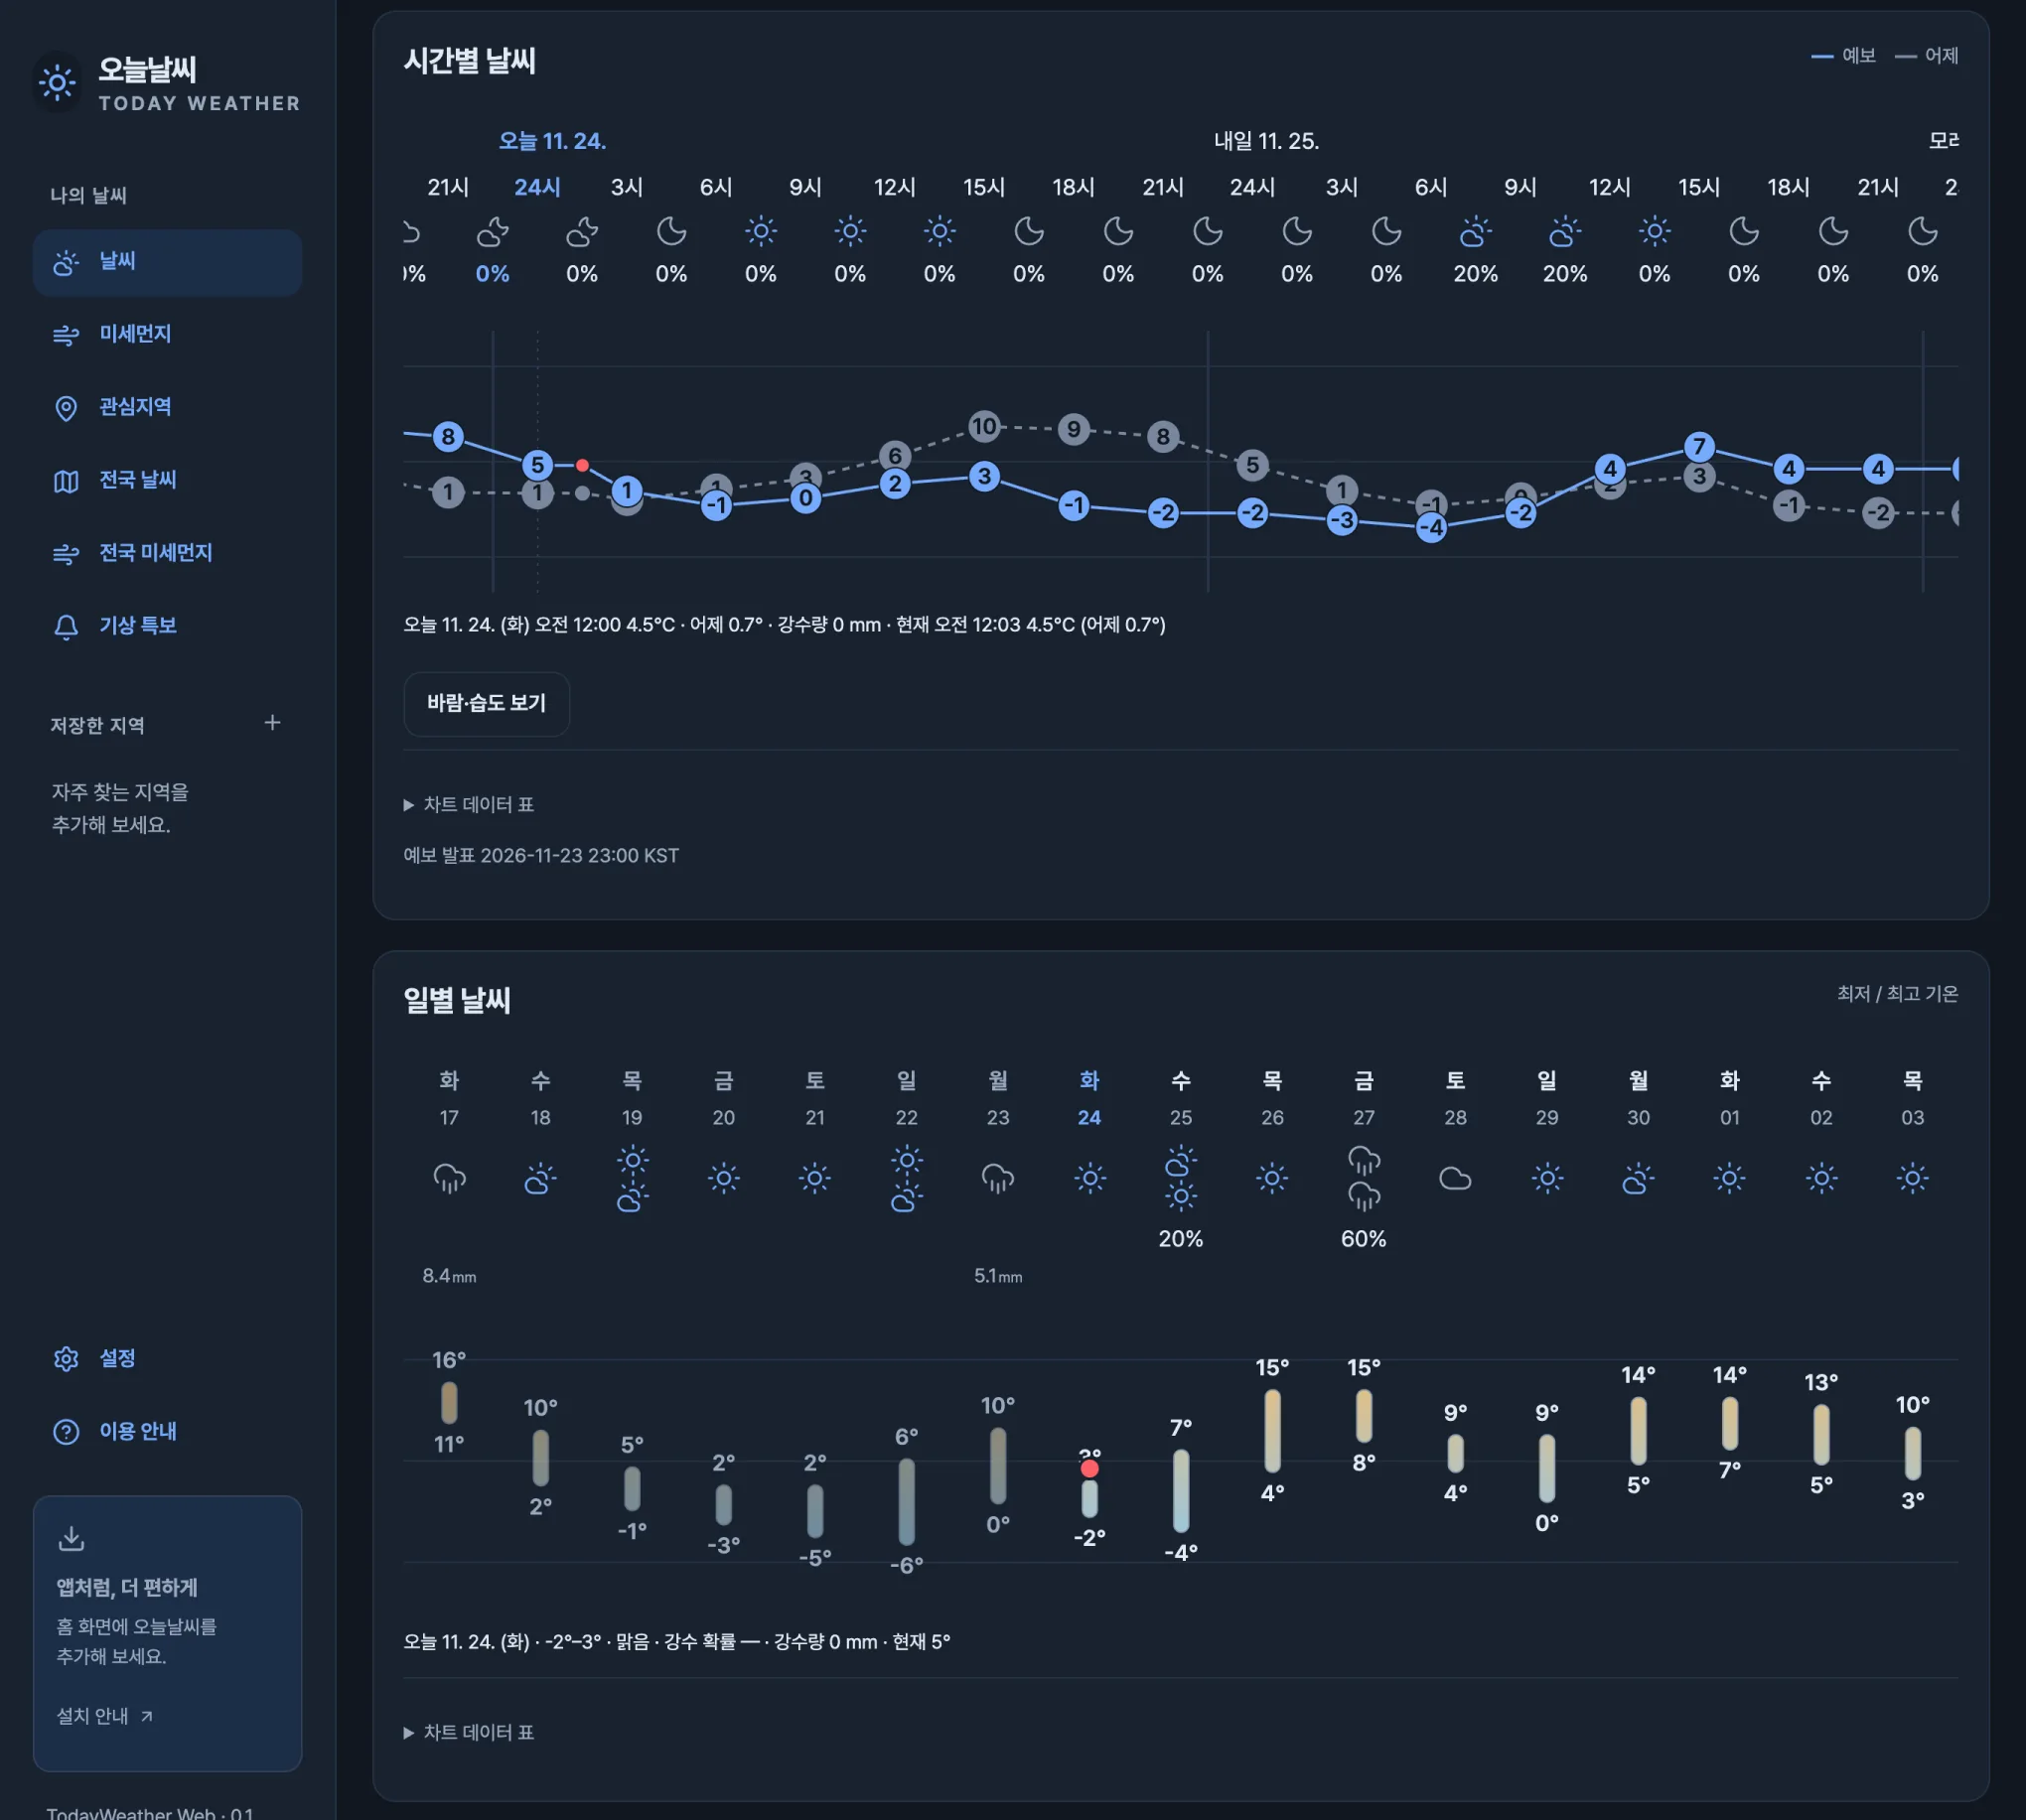 오늘날씨
TODAY WEATHER
나의 날씨
날씨
미세먼지
관심지역
전국 날씨
전국 미세먼지
기상 특보
저장한 지역 +
자주 찾는 지역을
추가해 보세요.
설정
이용 안내
앱처럼, 더 편하게
홈 화면에 오늘날씨를
추가해 보세요.
설치 안내 ↗
TodayWeather Web · 0.1
시간별 날씨
예보 어제
오늘 11. 24. 내일 11. 25. 모레
21시 24시 3시 6시 9시 12시 15시 18시 21시 24시 3시 6시 9시 12시 15시 18시 21시 2
0% 0% 0% 0% 0% 0% 0% 0% 0% 0% 0% 20% 20% 0% 0% 0% 0%
8 5 1 -1 0 2 3 -1 -2 -2 -3 -4 -2 4 7 4 4
1 1 1 3 6 10 9 8 5 1 -1 0 2 3 -1 -2
오늘 11. 24. (화) 오전 12:00 4.5°C · 어제 0.7° · 강수량 0 mm · 현재 오전 12:03 4.5°C (어제 0.7°)
바람·습도 보기
▶ 차트 데이터 표
예보 발표 2026-11-23 23:00 KST
일별 날씨
최저 / 최고 기온
화 수 목 금 토 일 월 화 수 목 금 토 일 월 화 수 목
17 18 19 20 21 22 23 24 25 26 27 28 29 30 01 02 03
20% 60%
8.4mm 5.1mm
16° 10° 5° 2° 2° 6° 10° 3° 7° 15° 15° 9° 9° 14° 14° 13° 10°
11° 2° -1° -3° -5° -6° 0° -2° -4° 4° 8° 4° 0° 5° 7° 5° 3°
오늘 11. 24. (화) · -2°–3° · 맑음 · 강수 확률 — · 강수량 0 mm · 현재 5°
▶ 차트 데이터 표